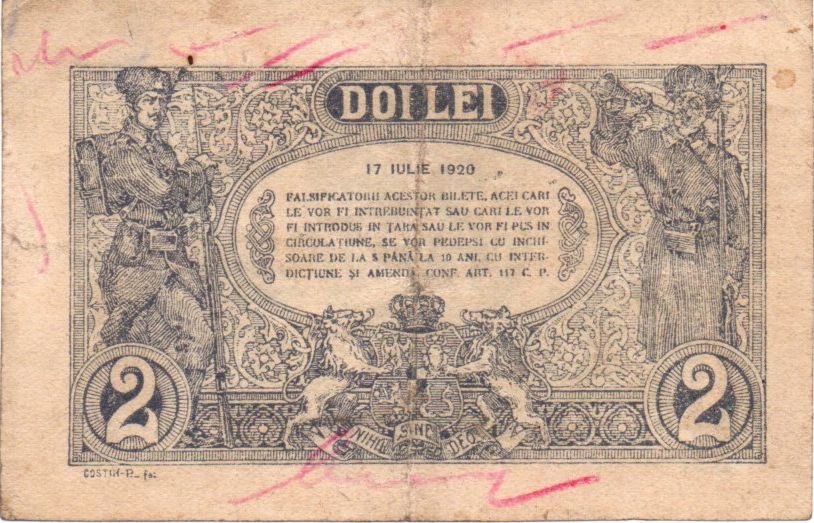 DOI LEI
17 IULIE 1920
FALSIFICATORII ACESTOR BILETE, ACEI CARI
LE VOR FI INTREBUINȚAT SAU CARI LE VOR
FI INTRODUS IN ȚARĂ SAU LE VOR FI PUS IN
CIRCULAȚIUNE, SE VOR PEDEPSI CU INCHI-
SOARE DE LA 5 PÂNĂ LA 10 ANI, CU INTER-
DICȚIUNE ȘI AMENDĂ, CONF. ART. 117 C. P.
NIHIL SINE DEO
2
2
COSTIN-P.